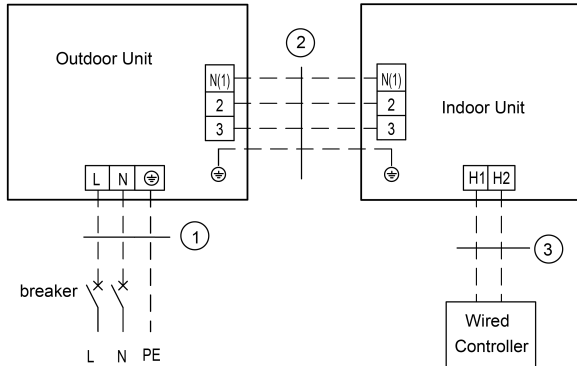 Outdoor Unit
N(1)
2
3
L N
1
breaker
L N PE
2
Indoor Unit
N(1)
2
3
H1 H2
3
Wired
Controller